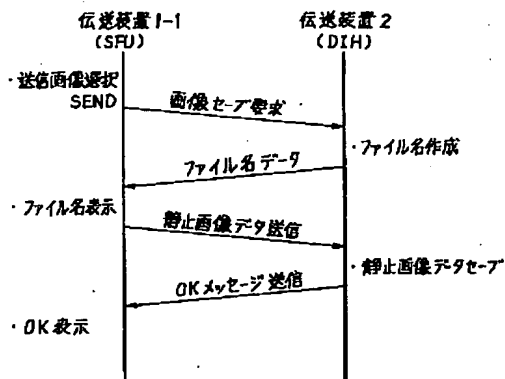 伝送装置1-1
(SFU)
伝送装置2
(DIH)
・送信画像選択
SEND
画像セーブ要求
・ファイル名作成
ファイル名データ
・ファイル名表示
静止画像データ送信
・静止画像データセーブ
OKメッセージ送信
・OK表示